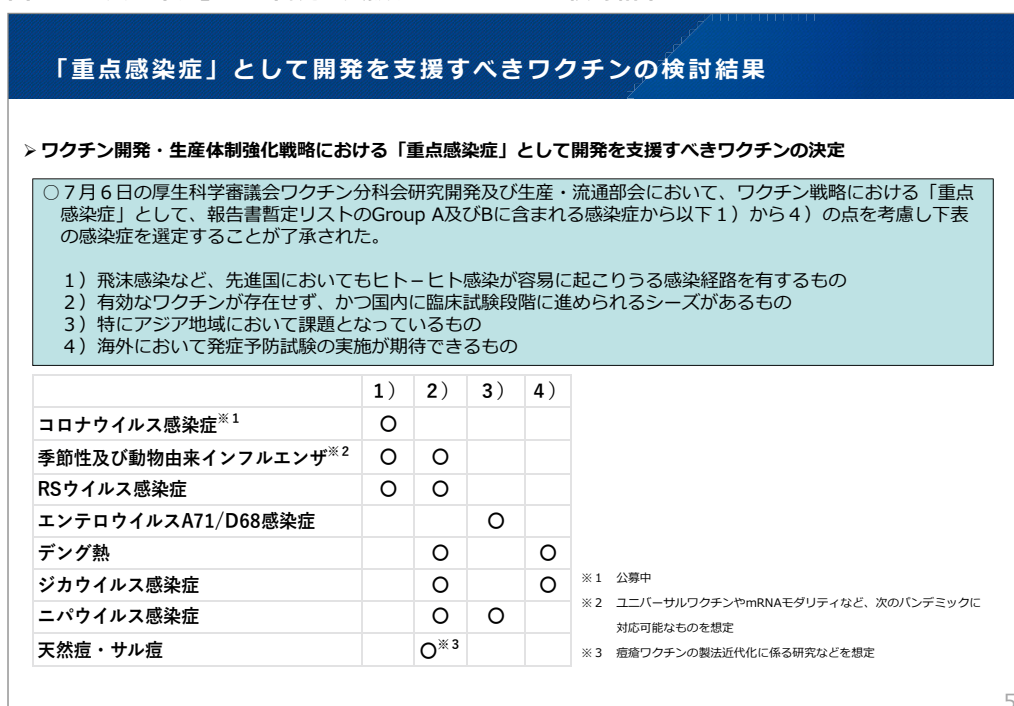 「重点感染症」として開発を支援すべきワクチンの検討結果
➢ワクチン開発・生産体制強化戦略における「重点感染症」として開発を支援すべきワクチンの決定
○７月６日の厚生科学審議会ワクチン分科会研究開発及び生産・流通部会において、ワクチン戦略における「重点
感染症」として、報告書暫定リストのGroup A及びBに含まれる感染症から以下１）から４）の点を考慮し下表
の感染症を選定することが了承された。
１）飛沫感染など、先進国においてもヒト－ヒト感染が容易に起こりうる感染経路を有するもの
２）有効なワクチンが存在せず、かつ国内に臨床試験段階に進められるシーズがあるもの
３）特にアジア地域において課題となっているもの
４）海外において発症予防試験の実施が期待できるもの
1） 2） 3） 4）
コロナウイルス感染症※1 〇
季節性及び動物由来インフルエンザ※2 〇 〇
RSウイルス感染症 〇 〇
エンテロウイルスA71/D68感染症 〇
デング熱 〇 〇
ジカウイルス感染症 〇 〇
ニパウイルス感染症 〇 〇
天然痘・サル痘 〇※3
※１ 公募中
※２ ユニバーサルワクチンやmRNAモダリティなど、次のパンデミックに
対応可能なものを想定
※３ 痘瘡ワクチンの製法近代化に係る研究などを想定
5